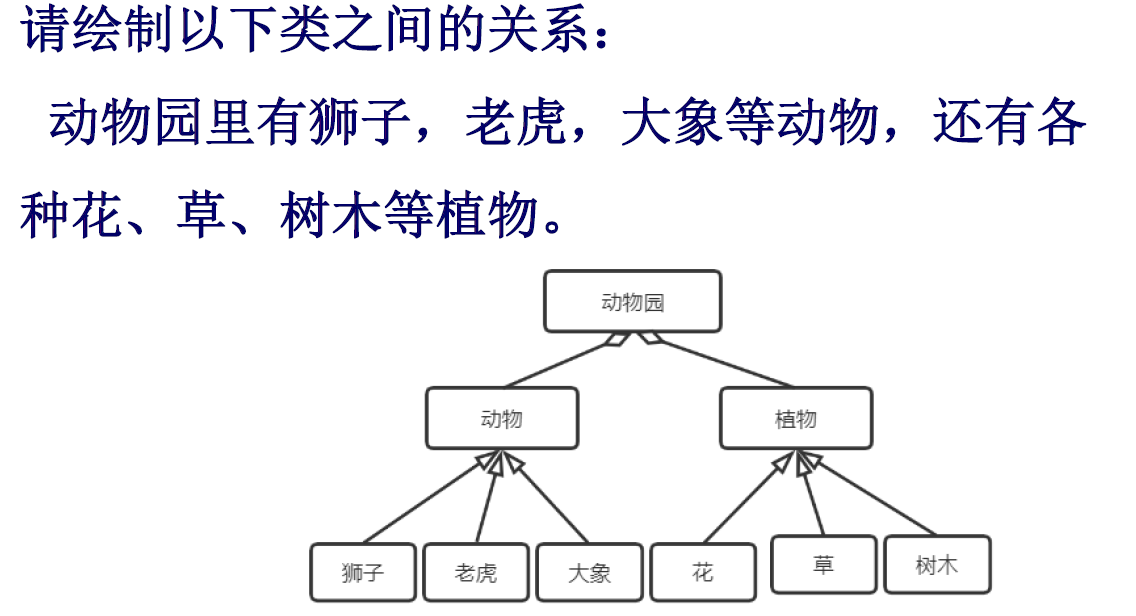 请绘制以下类之间的关系：
动物园里有狮子，老虎，大象等动物，还有各
种花、草、树木等植物。
动物园
动物
植物
狮子
老虎
大象
花
草
树木